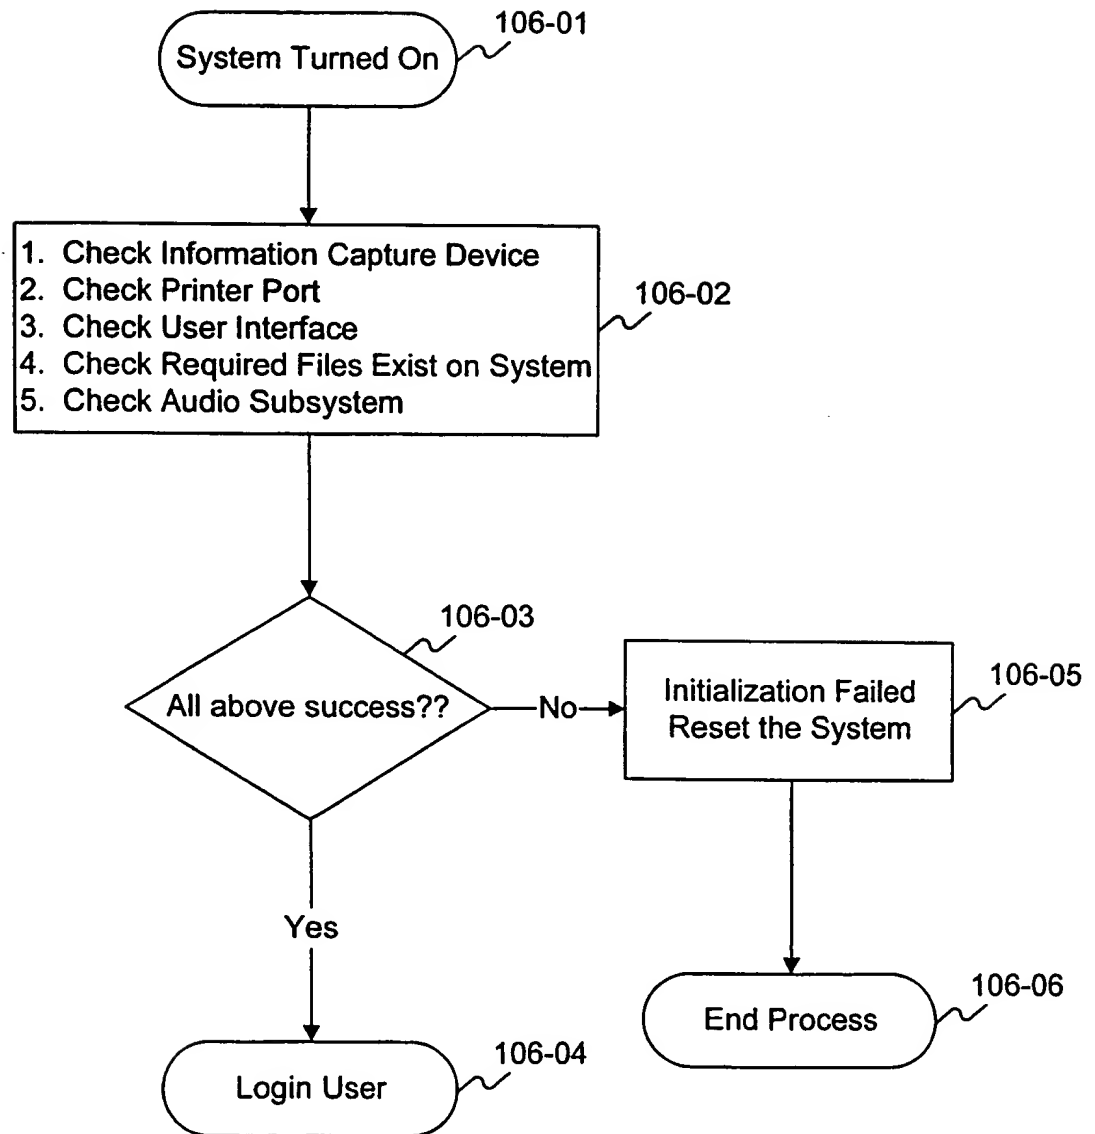 106-01
System Turned On
1. Check Information Capture Device
2. Check Printer Port
3. Check User Interface
4. Check Required Files Exist on System
5. Check Audio Subsystem
106-02
106-03
All above success??
No
Initialization Failed
Reset the System
106-05
Yes
End Process
106-06
Login User
106-04